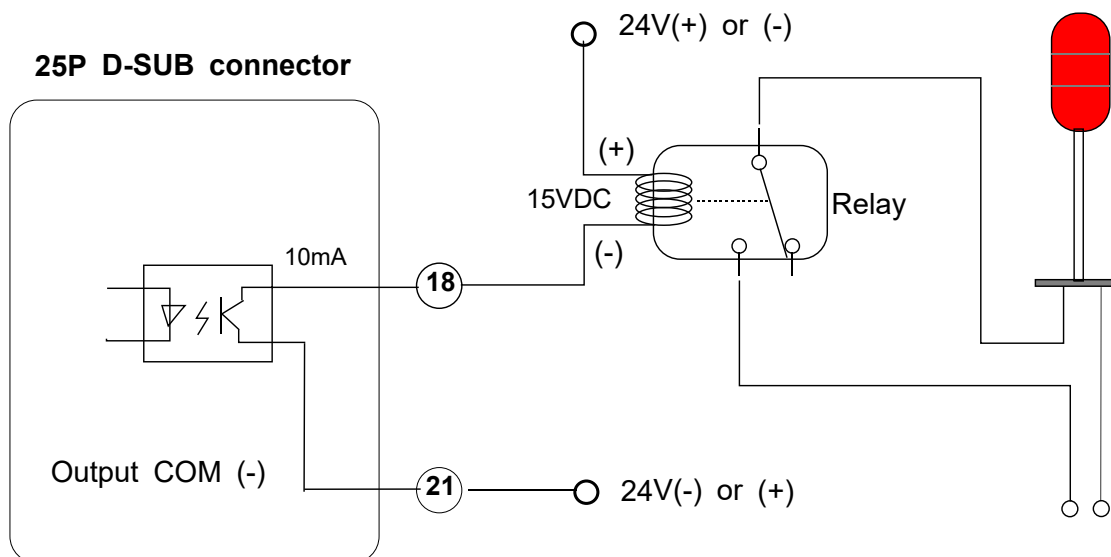 24V(+) or (-)
25P D-SUB connector
(+)
15VDC
Relay
(-)
10mA
18
Output COM (-)
21
24V(-) or (+)